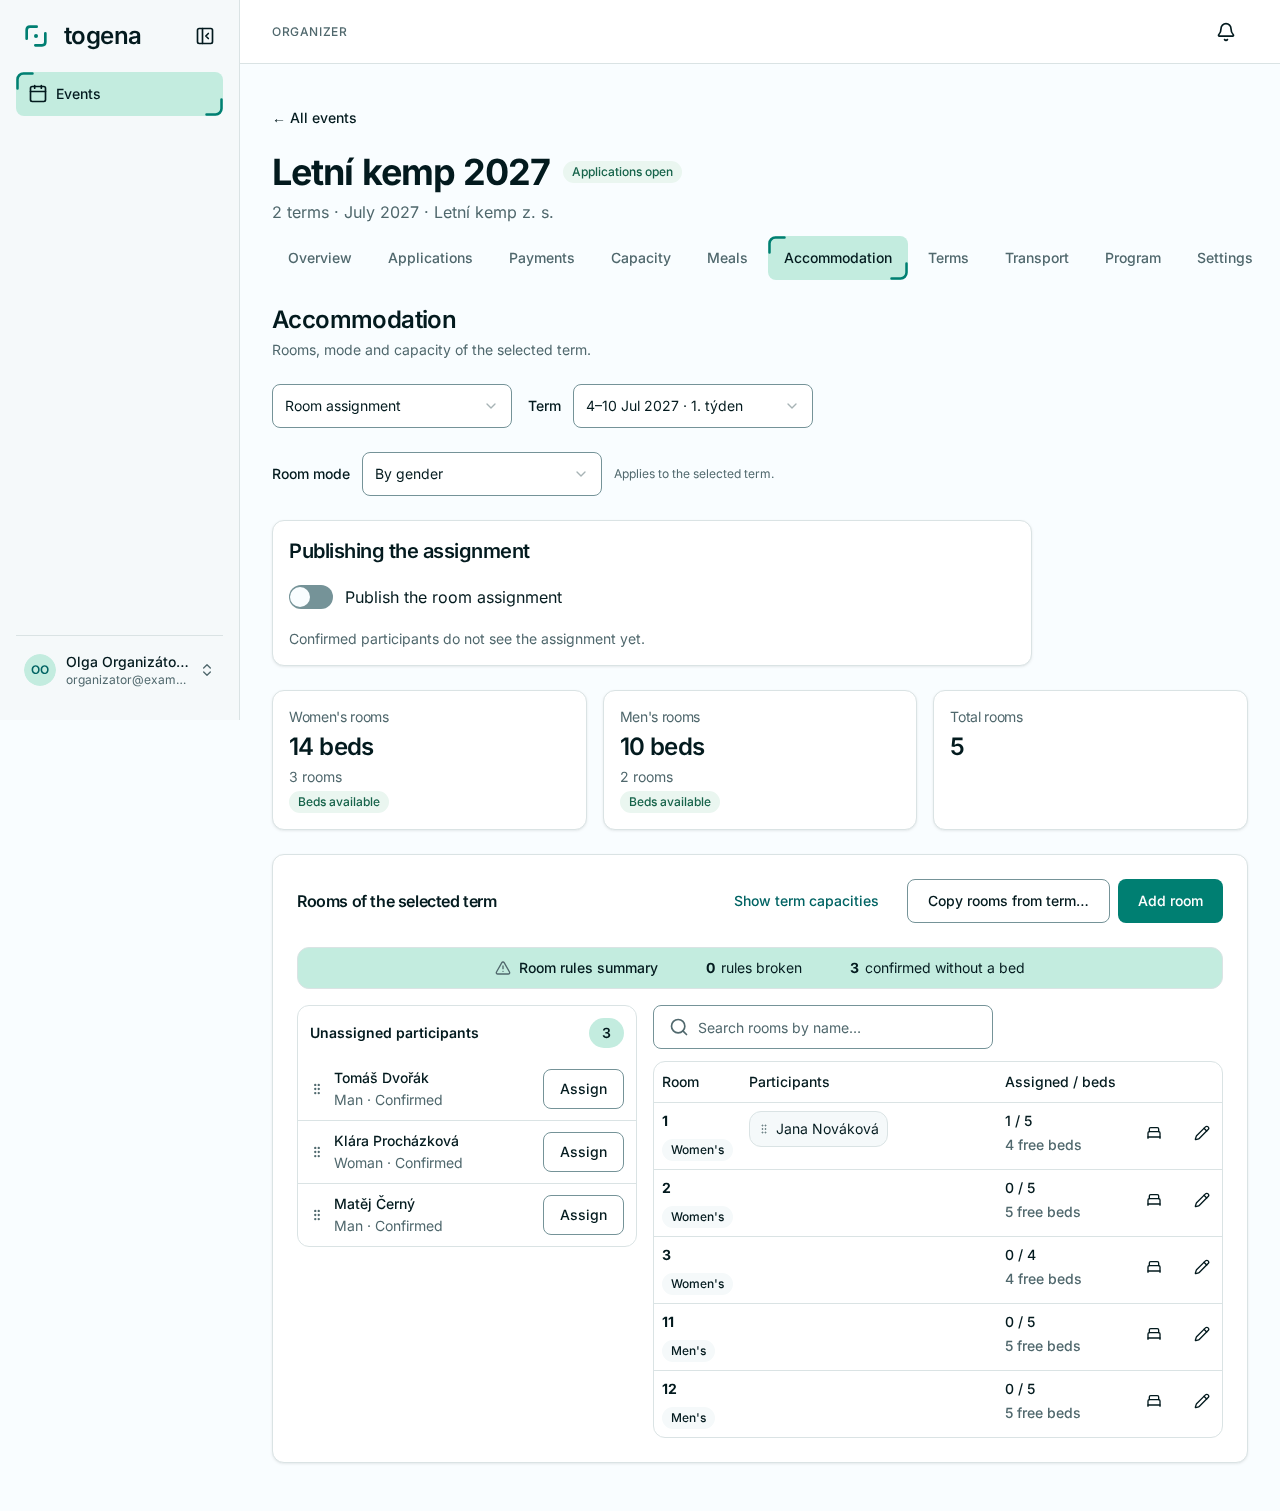 togena
ORGANIZER
Events
← All events
Letní kemp 2027
Applications open
2 terms · July 2027 · Letní kemp z. s.
Overview
Applications
Payments
Capacity
Meals
Accommodation
Terms
Transport
Program
Settings
Accommodation
Rooms, mode and capacity of the selected term.
Room assignment
Term
4–10 Jul 2027 · 1. týden
Room mode
By gender
Applies to the selected term.
Publishing the assignment
Publish the room assignment
Confirmed participants do not see the assignment yet.
OO
Olga Organizáto...
organizator@exam...
Women's rooms
14 beds
3 rooms
Beds available
Men's rooms
10 beds
2 rooms
Beds available
Total rooms
5
Rooms of the selected term
Show term capacities
Copy rooms from term...
Add room
Room rules summary
0 rules broken
3 confirmed without a bed
Unassigned participants
3
Tomáš Dvořák
Man · Confirmed
Assign
Klára Procházková
Woman · Confirmed
Assign
Matěj Černý
Man · Confirmed
Assign
Search rooms by name...
Room
Participants
Assigned / beds
1
Women's
Jana Nováková
1 / 5
4 free beds
2
Women's
0 / 5
5 free beds
3
Women's
0 / 4
4 free beds
11
Men's
0 / 5
5 free beds
12
Men's
0 / 5
5 free beds